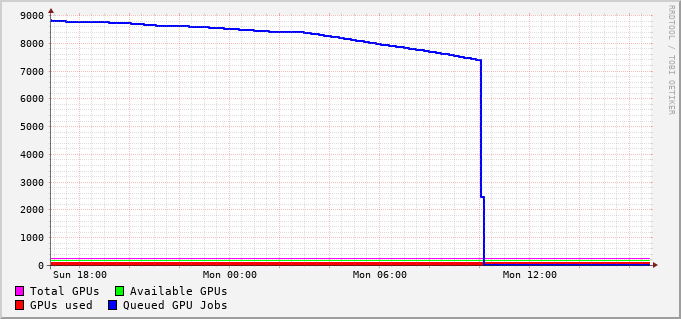 9000
8000
7000
6000
5000
4000
3000
2000
1000
0
Sun 18:00 Mon 00:00 Mon 06:00 Mon 12:00
Total GPUs Available GPUs
GPUs used Queued GPU Jobs
RRDTOOL / TOBI OETIKER